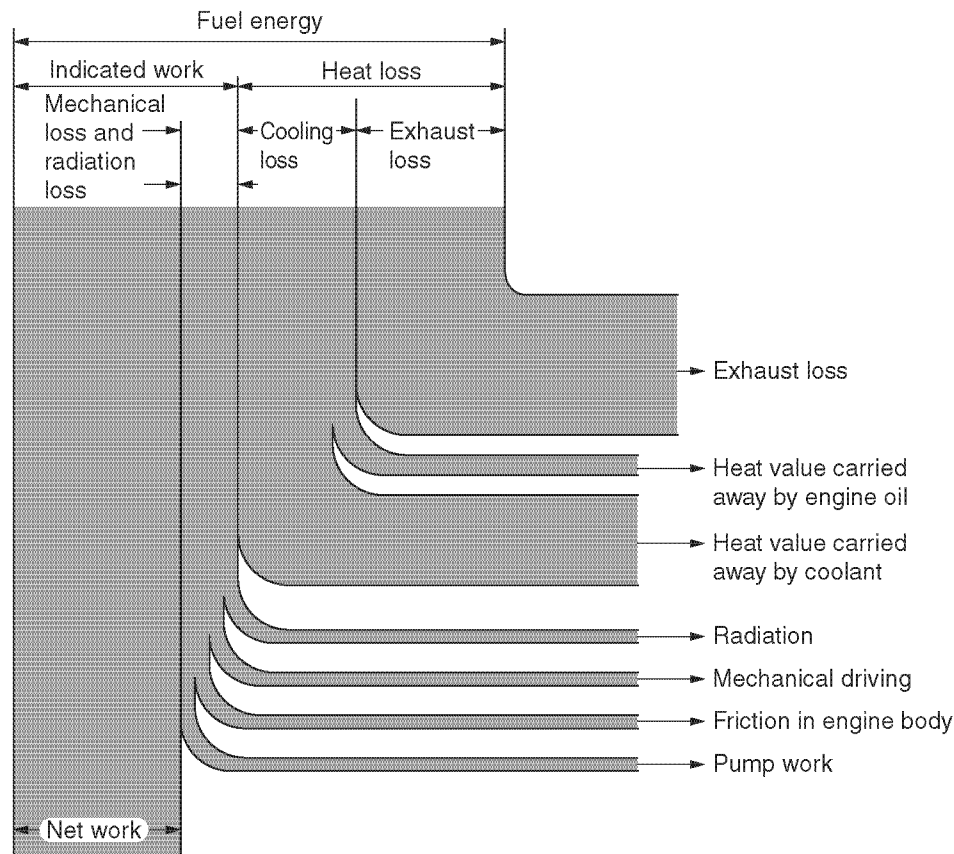 Fuel energy
Indicated work
Heat loss
Mechanical
loss and
radiation
loss
Cooling
loss
Exhaust
loss
Exhaust loss
Heat value carried
away by engine oil
Heat value carried
away by coolant
Radiation
Mechanical driving
Friction in engine body
Pump work
Net work